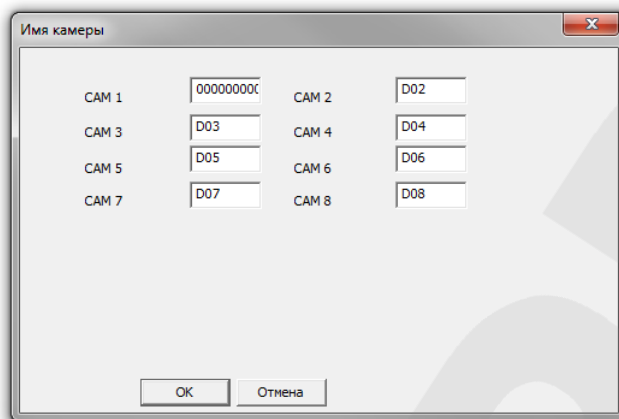 Имя камеры
CAM 1 000000000 CAM 2 D02
CAM 3 D03 CAM 4 D04
CAM 5 D05 CAM 6 D06
CAM 7 D07 CAM 8 D08
OK Отмена